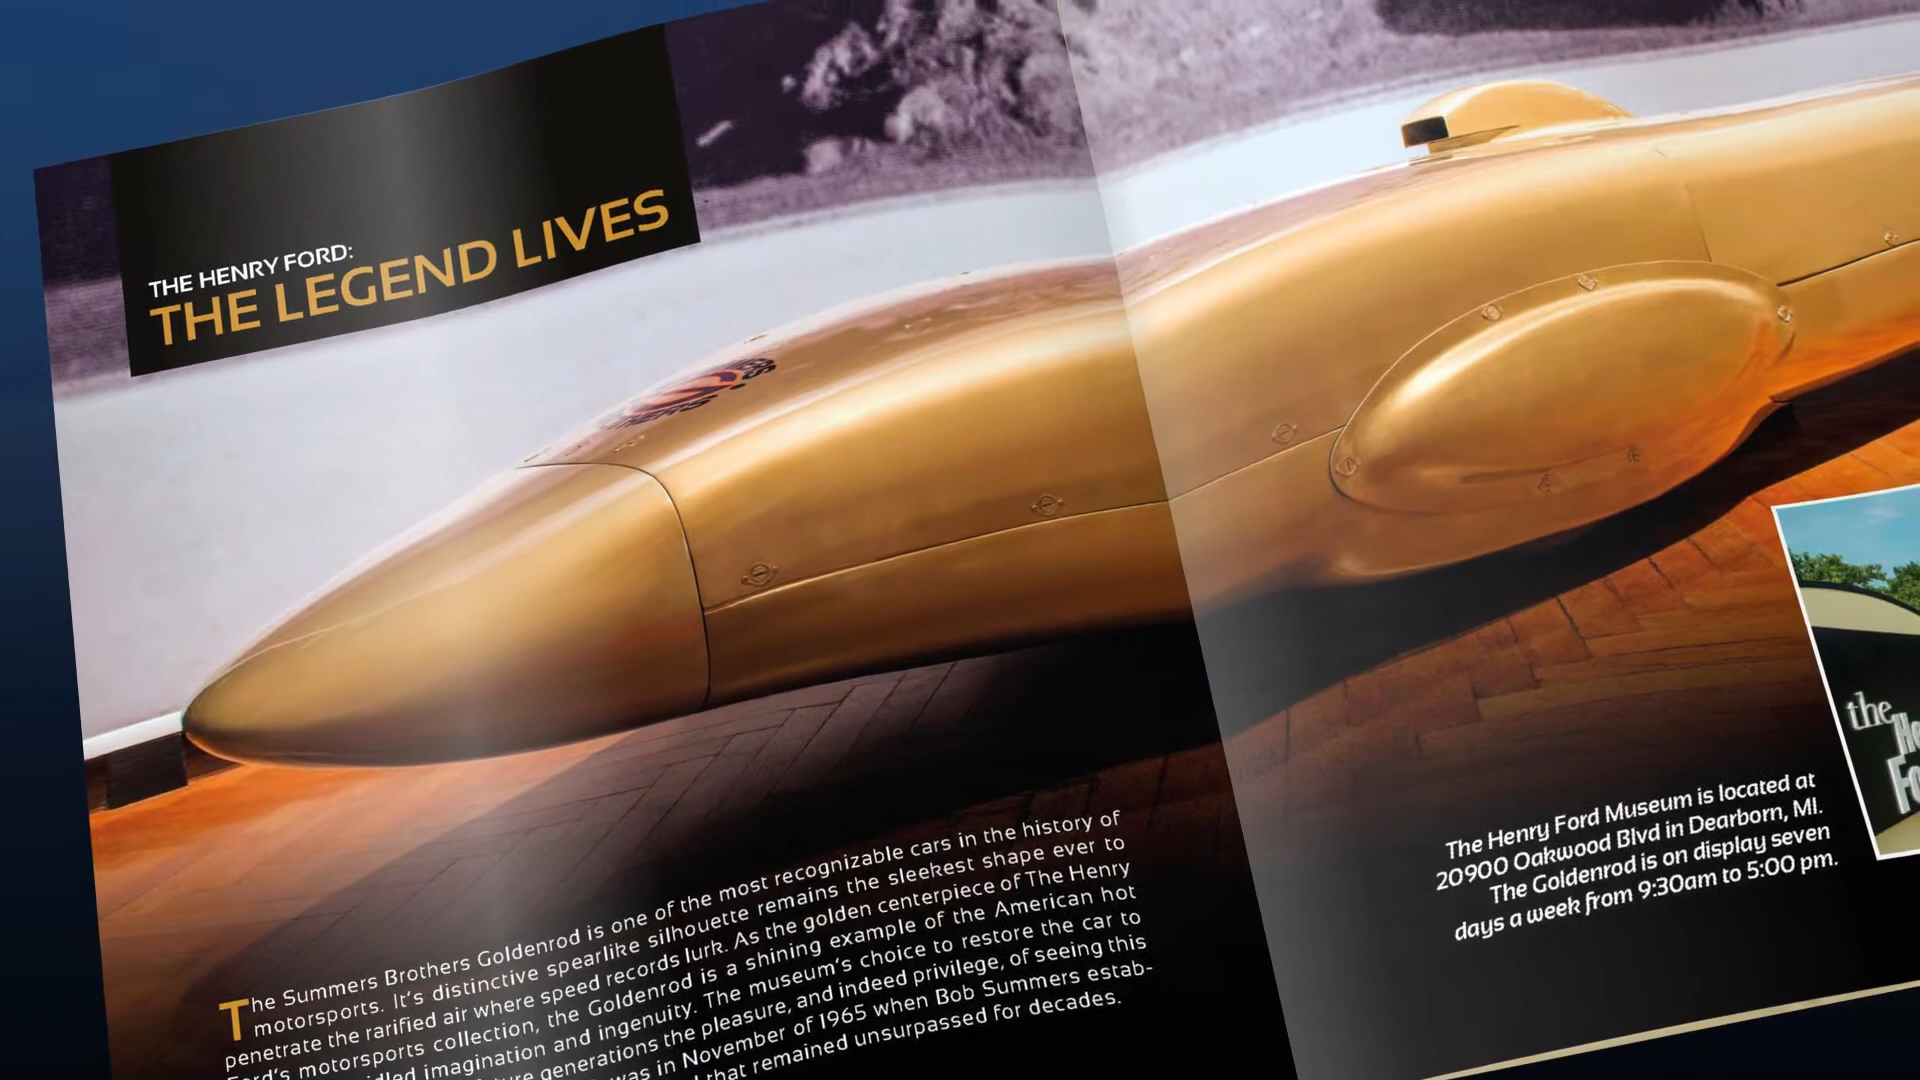 THE HENRY FORD:
THE LEGEND LIVES
The Summers Brothers Goldenrod is one of the most recognizable cars in the history of
motorsports. It's distinctive spearlike silhouette remains the sleekest shape ever to
penetrate the rarified air where speed records lurk. As the golden centerpiece of The Henry
Ford's motorsports collection, the Goldenrod is a shining example of the American hot
imagination and ingenuity. The museum's choice to restore the car to
generations the pleasure, and indeed privilege, of seeing this
was in November of 1965 when Bob Summers estab-
that remained unsurpassed for decades.
The Henry Ford Museum is located at
20900 Oakwood Blvd in Dearborn, MI.
The Goldenrod is on display seven
days a week from 9:30am to 5:00 pm.
the